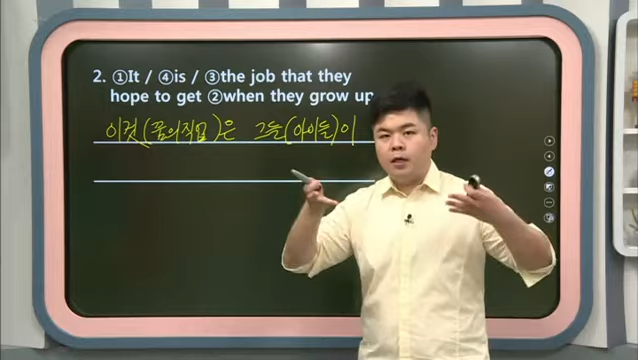 2. ①It / ④is / ③the job that they
hope to get ②when they grow up
이것(꿈의직업)은 그들(아이들)이